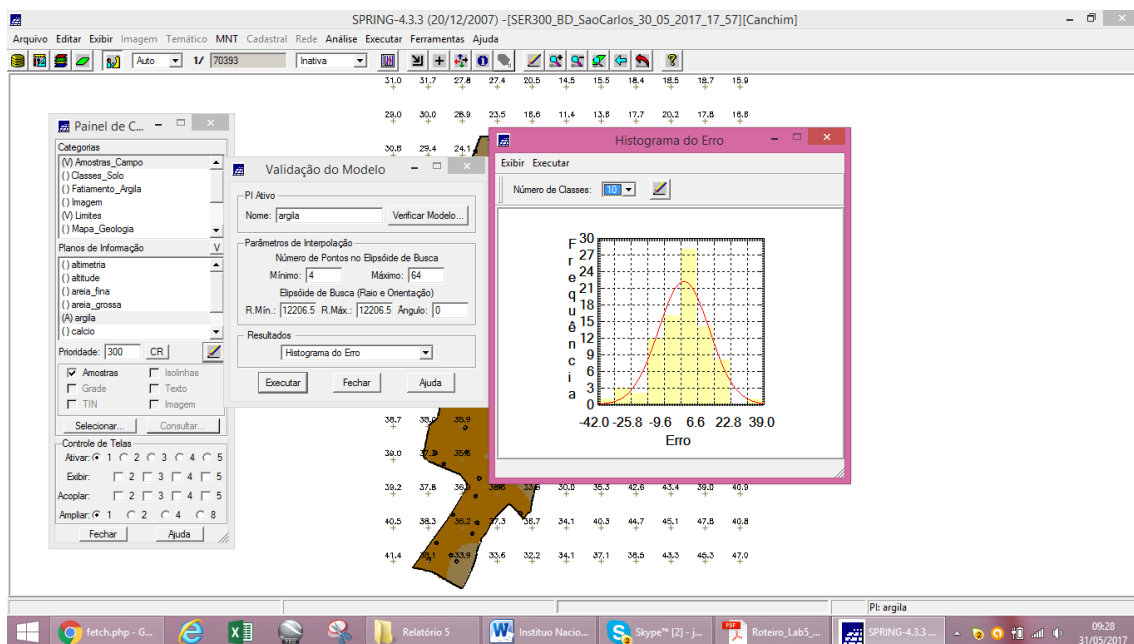 SPRING-4.3.3 (20/12/2007) -[SER300_BD_SaoCarlos_30_05_2017_17_57][Canchim]
Arquivo Editar Exibir Imagem Temático MNT Cadastral Rede Análise Executar Ferramentas Ajuda
Auto 1/ 70393 Inativa
31.0 31.7 27.8 27.4 20.5 14.5 15.5 18.4 18.5 18.7 15.9
29.0 30.0 28.9 23.5 16.6 11.4 13.8 17.7 20.2 17.8 16.8
30.8 29.4 24.1
Painel de C...
Categorias
(V) Amostras_Campo
() Classes_Solo
() Fatiamento_Argila
() Imagem
(V) Limites
() Mapa_Geologia
Planos de Informação V
() altimetria
() altitude
() areia_fina
() areia_grossa
(A) argila
() calcio
Prioridade: 300 CR
Amostras Isolinhas
Grade Texto
TIN Imagem
Selecionar... Consultar...
Controle de Telas
Ativar: 1 2 3 4 5
Exibir: 2 3 4 5
Acoplar: 2 3 4 5
Ampliar: 1 2 4 8
Fechar Ajuda
Validação do Modelo
PI Ativo
Nome: argila Verificar Modelo...
Parâmetros de Interpolação
Número de Pontos no Elipsóide de Busca
Mínimo: 4 Máximo: 64
Elipsóide de Busca (Raio e Orientação)
R.Mín.: 12206.5 R.Máx.: 12206.5 Angulo: 0
Resultados
Histograma do Erro
Executar Fechar Ajuda
Histograma do Erro
Exibir Executar
Número de Classes: 10
Frequência
30
27
24
21
18
15
12
9
6
3
0
-42.0 -25.8 -9.6 6.6 22.8 39.0
Erro
38.7 35.9
39.0 37.3
39.2 37.8 30.0 35.3 42.6 43.4 39.0 40.9
40.5 38.3 38.2 37.3 38.7 34.1 40.3 44.7 45.1 47.8 40.8
41.4 33.9 33.6 32.2 34.1 37.1 38.5 43.3 45.3 47.0
PI: argila
fetch.php - G... Relatório 5 Instituo Nacio... Skype™ [2] - j... Roteiro_Lab5_... SPRING-4.3.3 ...
09:28
31/05/2017